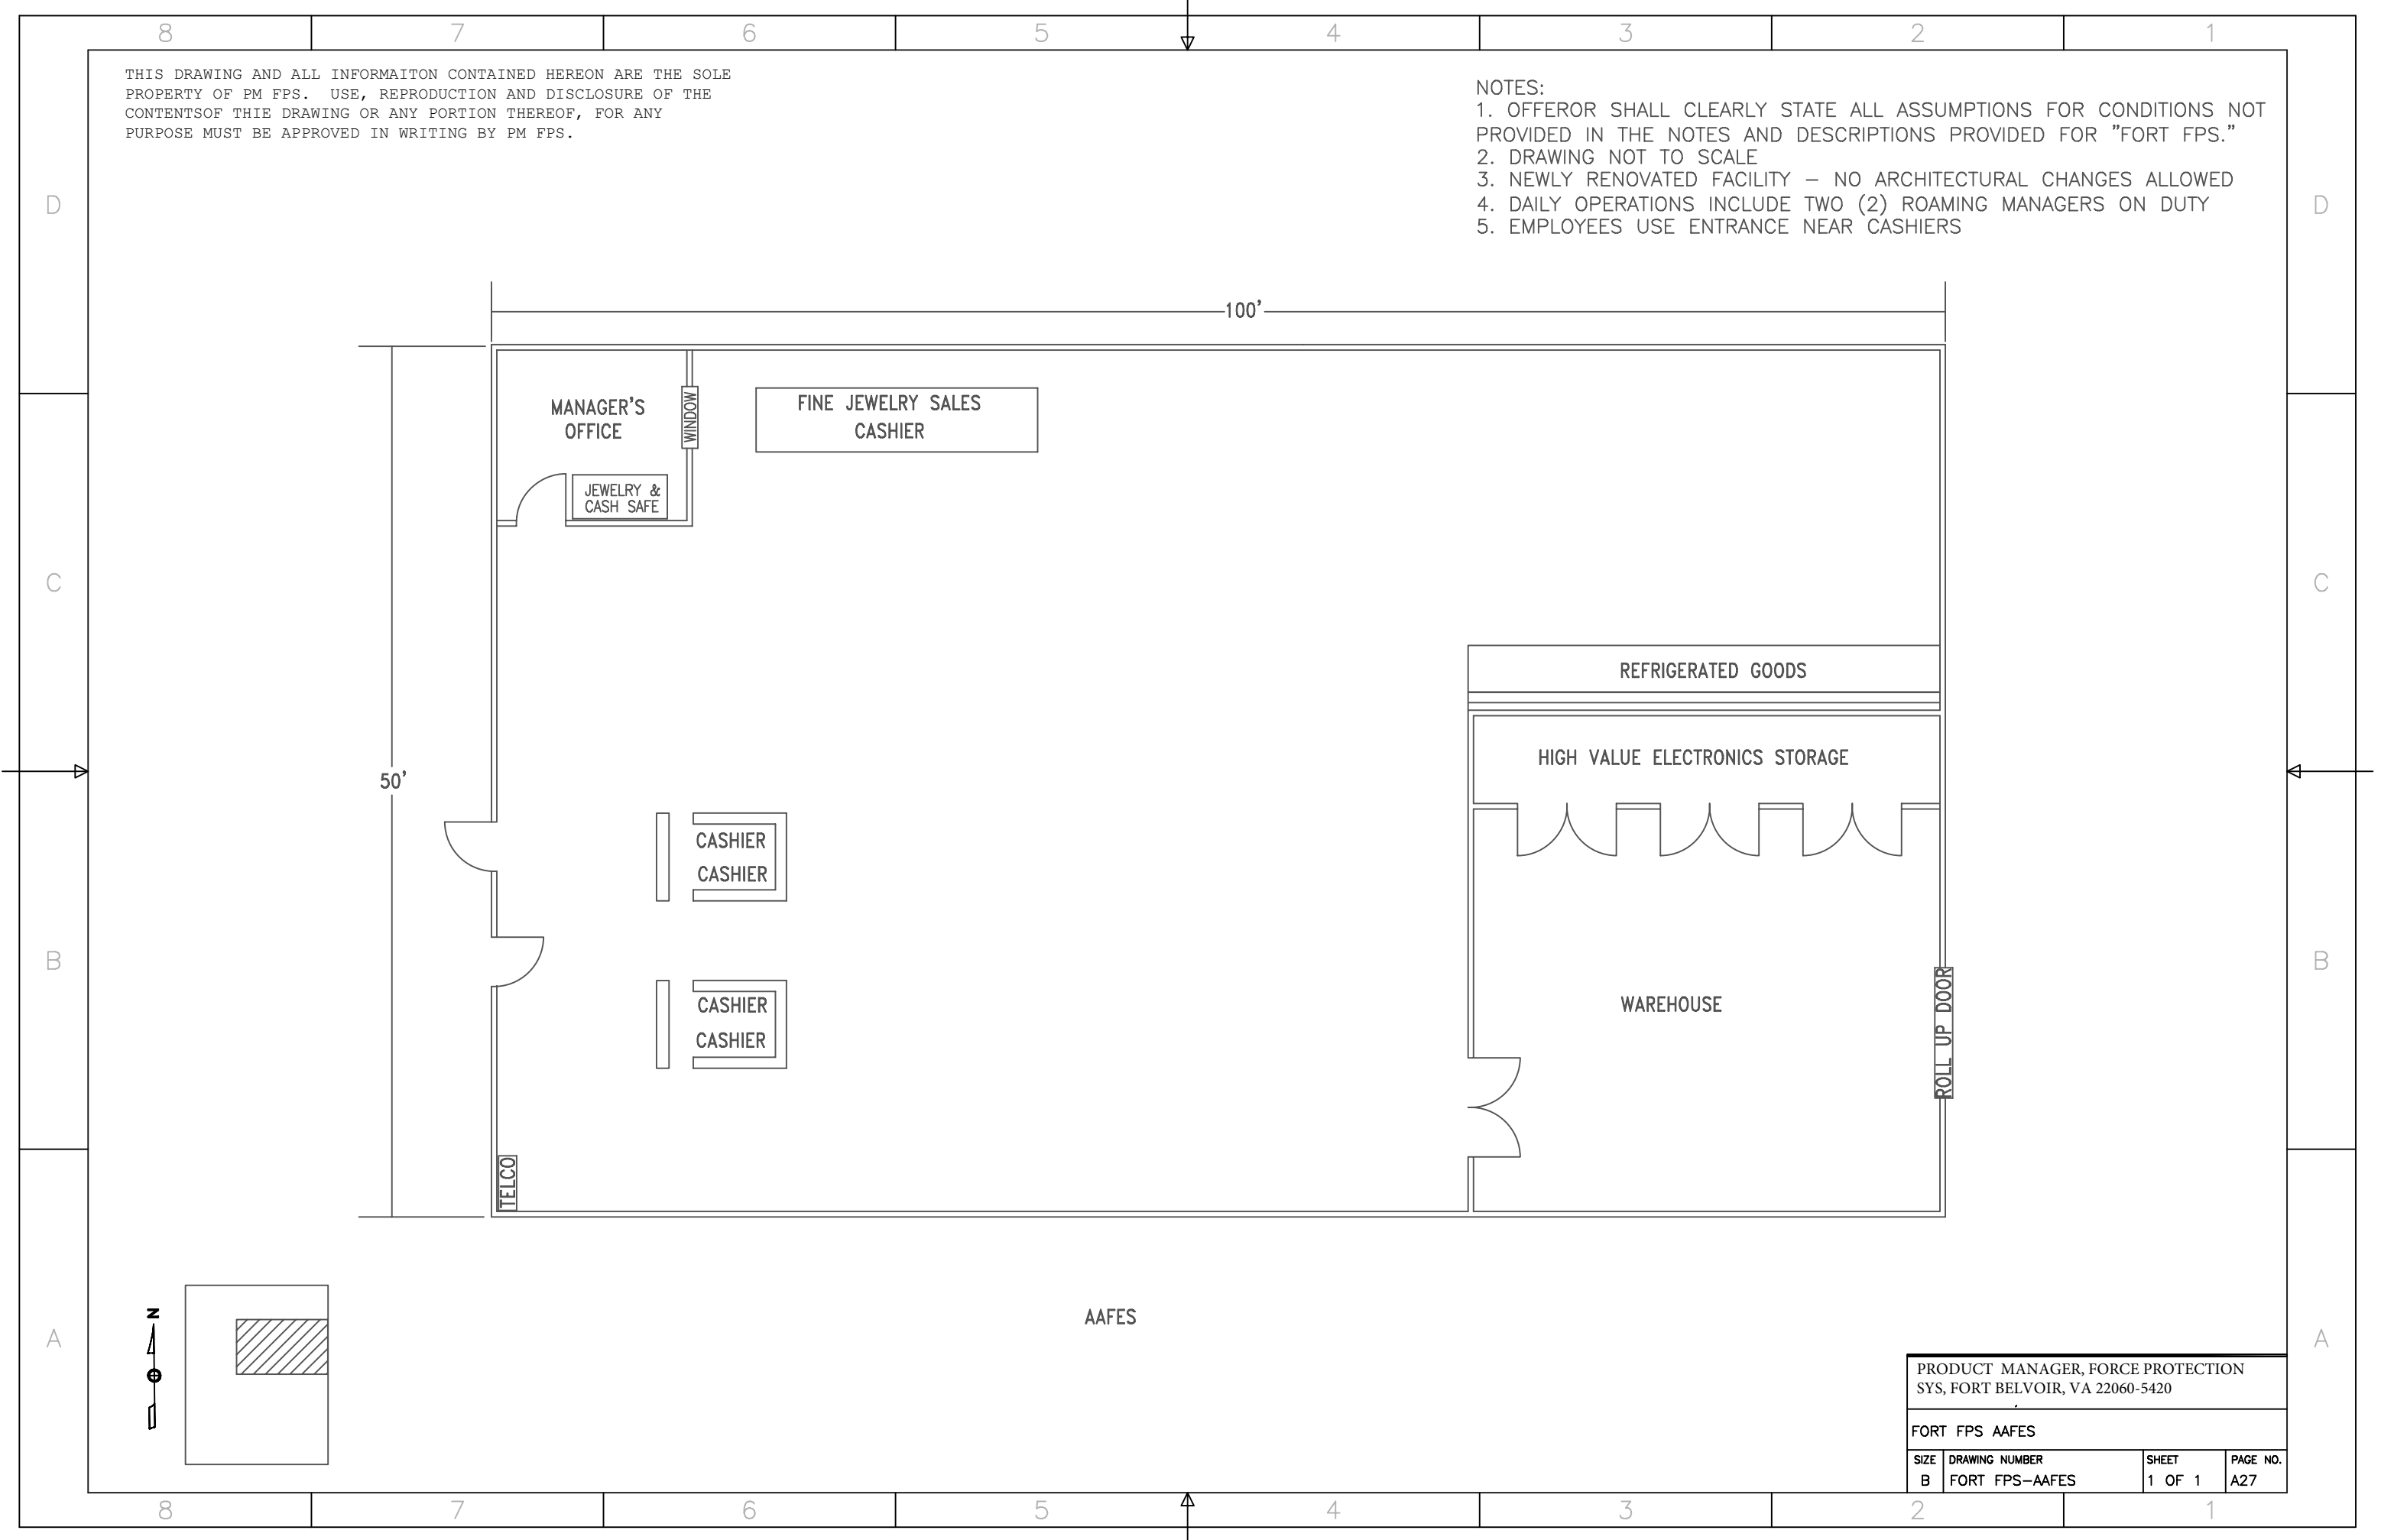 8 7 6 5 4 3 2 1
THIS DRAWING AND ALL INFORMAITON CONTAINED HEREON ARE THE SOLE
PROPERTY OF PM FPS. USE, REPRODUCTION AND DISCLOSURE OF THE
CONTENTSOF THIE DRAWING OR ANY PORTION THEREOF, FOR ANY
PURPOSE MUST BE APPROVED IN WRITING BY PM FPS.
NOTES:
1. OFFEROR SHALL CLEARLY STATE ALL ASSUMPTIONS FOR CONDITIONS NOT
PROVIDED IN THE NOTES AND DESCRIPTIONS PROVIDED FOR "FORT FPS."
2. DRAWING NOT TO SCALE
3. NEWLY RENOVATED FACILITY – NO ARCHITECTURAL CHANGES ALLOWED
4. DAILY OPERATIONS INCLUDE TWO (2) ROAMING MANAGERS ON DUTY
5. EMPLOYEES USE ENTRANCE NEAR CASHIERS
D D
100'
MANAGER'S
OFFICE
WINDOW
FINE JEWELRY SALES
CASHIER
JEWELRY &
CASH SAFE
C C
REFRIGERATED GOODS
HIGH VALUE ELECTRONICS STORAGE
50'
CASHIER
CASHIER
B B
CASHIER
CASHIER
WAREHOUSE
ROLL UP DOOR
TELCO
N
AAFES
A A
PRODUCT MANAGER, FORCE PROTECTION
SYS, FORT BELVOIR, VA 22060-5420
FORT FPS AAFES
SIZE DRAWING NUMBER SHEET PAGE NO.
B FORT FPS–AAFES 1 OF 1 A27
8 7 6 5 4 3 2 1